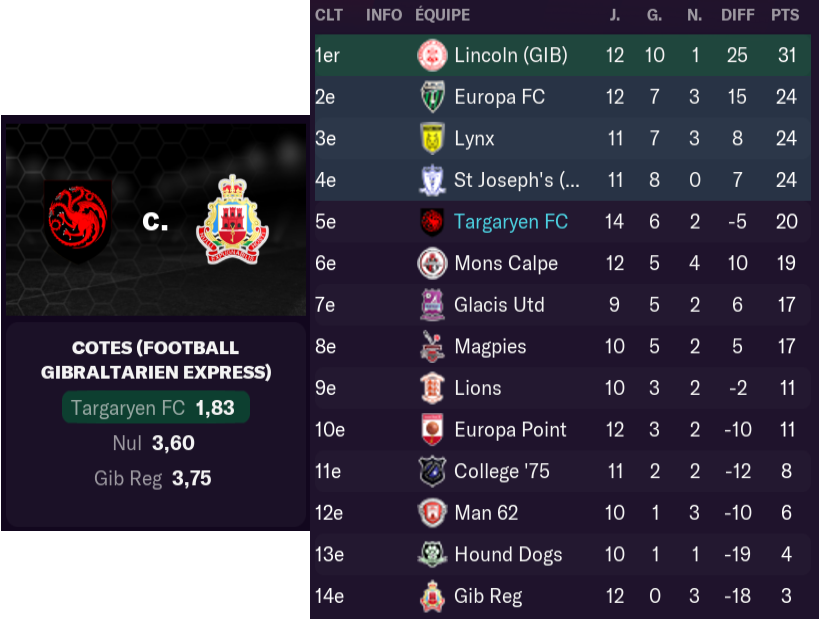 C.
COTES (FOOTBALL
GIBRALTARIEN EXPRESS)
Targaryen FC 1,83
Nul 3,60
Gib Reg 3,75
CLT INFO ÉQUIPE J. G. N. DIFF PTS
1er Lincoln (GIB) 12 10 1 25 31
2e Europa FC 12 7 3 15 24
3e Lynx 11 7 3 8 24
4e St Joseph's (... 11 8 0 7 24
5e Targaryen FC 14 6 2 -5 20
6e Mons Calpe 12 5 4 10 19
7e Glacis Utd 9 5 2 6 17
8e Magpies 10 5 2 5 17
9e Lions 10 3 2 -2 11
10e Europa Point 12 3 2 -10 11
11e College '75 11 2 2 -12 8
12e Man 62 10 1 3 -10 6
13e Hound Dogs 10 1 1 -19 4
14e Gib Reg 12 0 3 -18 3